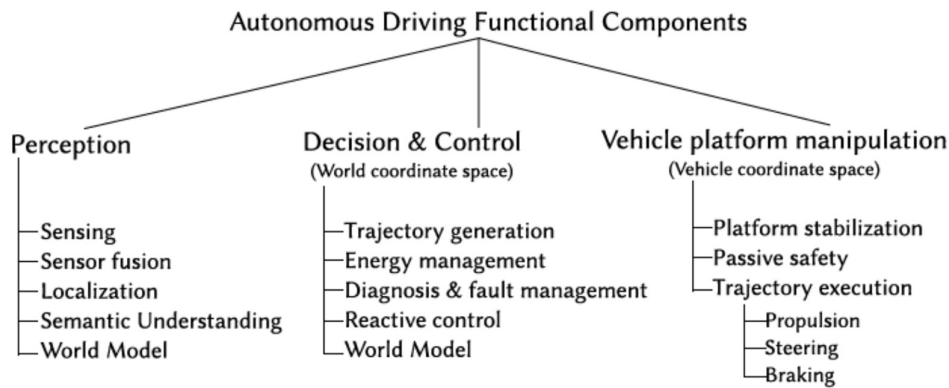 Autonomous Driving Functional Components
Perception
Sensing
Sensor fusion
Localization
Semantic Understanding
World Model
Decision & Control
(World coordinate space)
Trajectory generation
Energy management
Diagnosis & fault management
Reactive control
World Model
Vehicle platform manipulation
(Vehicle coordinate space)
Platform stabilization
Passive safety
Trajectory execution
Propulsion
Steering
Braking